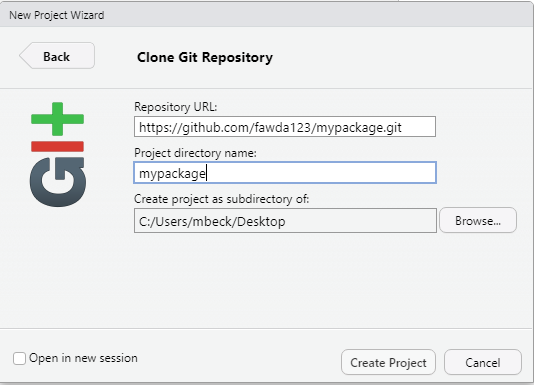 New Project Wizard
Back
Clone Git Repository
Repository URL:
https://github.com/fawda123/mypackage.git
Project directory name:
mypackage
Create project as subdirectory of:
C:/Users/mbeck/Desktop
Browse...
GIt
Open in new session
Create Project
Cancel